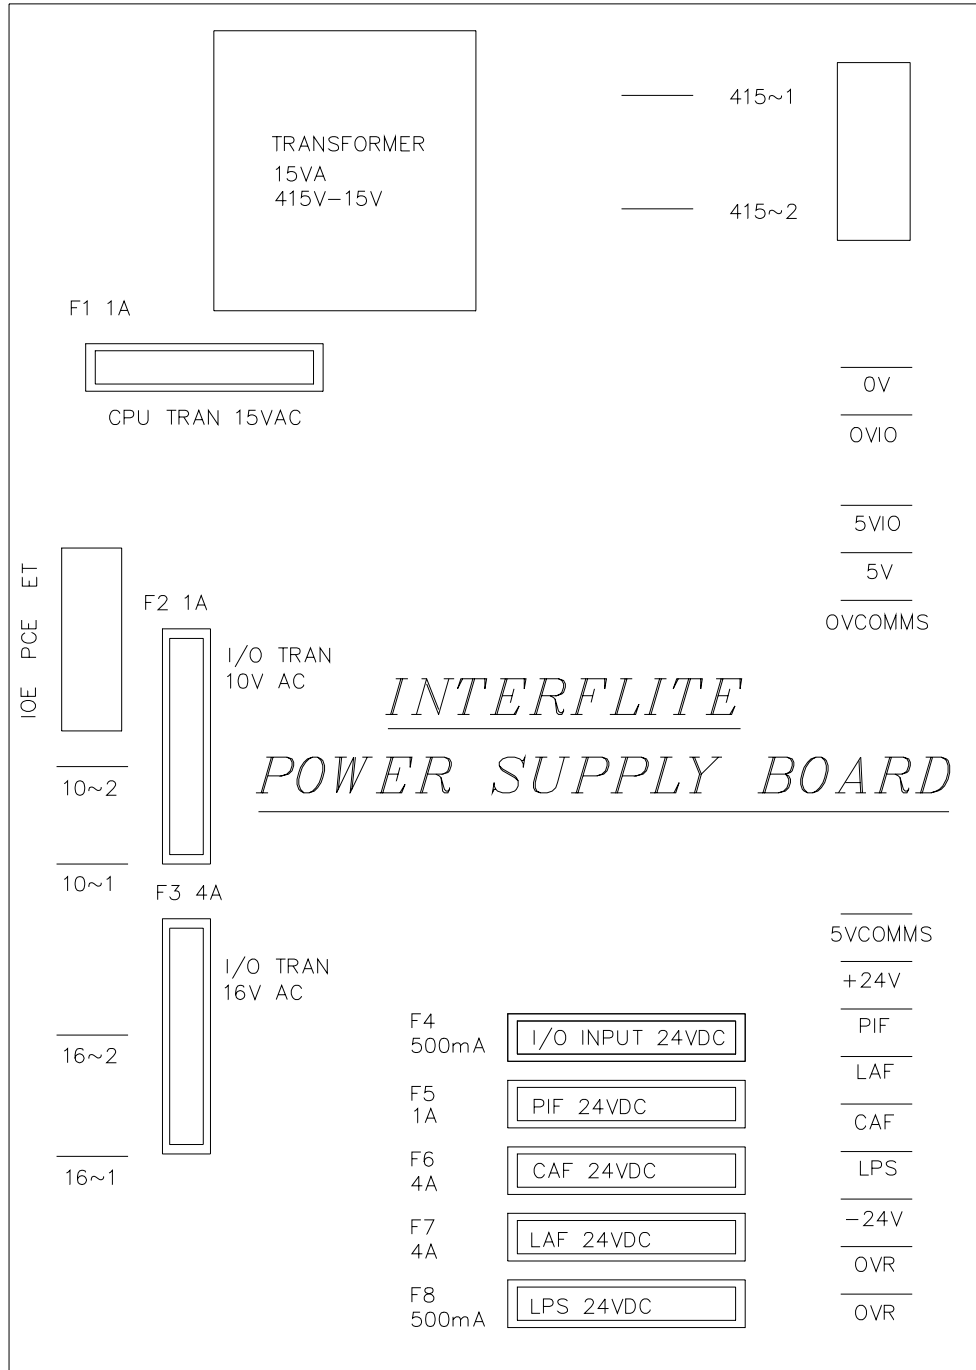 415~1
TRANSFORMER
15VA
415V-15V
415~2
F1 1A
CPU TRAN 15VAC
0V
0VIO
5VIO
5V
0VCOMMS
IOE PCE ET
F2 1A
I/O TRAN
10V AC
INTERFLITE
POWER SUPPLY BOARD
10~2
10~1
F3 4A
I/O TRAN
16V AC
16~2
16~1
F4
500mA
I/O INPUT 24VDC
F5
1A
PIF 24VDC
F6
4A
CAF 24VDC
F7
4A
LAF 24VDC
F8
500mA
LPS 24VDC
5VCOMMS
+24V
PIF
LAF
CAF
LPS
-24V
OVR
OVR